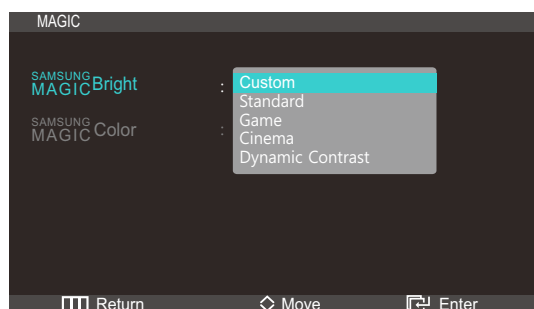 MAGIC
SAMSUNG
MAGIC Bright : Custom
Standard
SAMSUNG
MAGIC Color : Game
Cinema
Dynamic Contrast
Return Move Enter